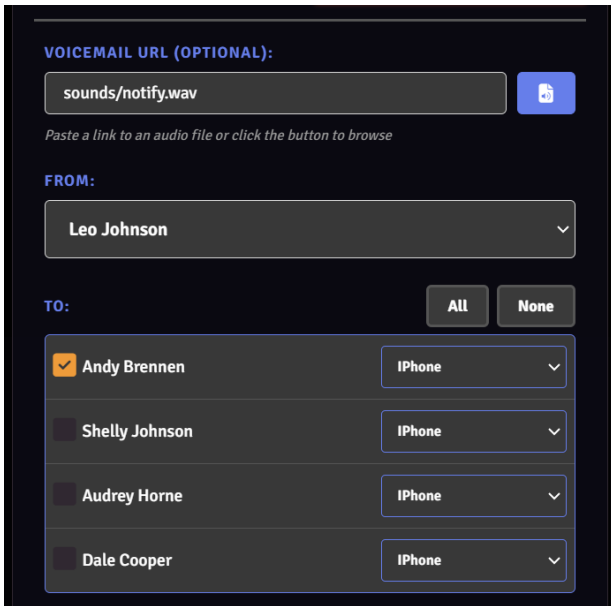 VOICEMAIL URL (OPTIONAL):
sounds/notify.wav
Paste a link to an audio file or click the button to browse
FROM:
Leo Johnson
TO:
All
None
Andy Brennen
IPhone
Shelly Johnson
IPhone
Audrey Horne
IPhone
Dale Cooper
IPhone